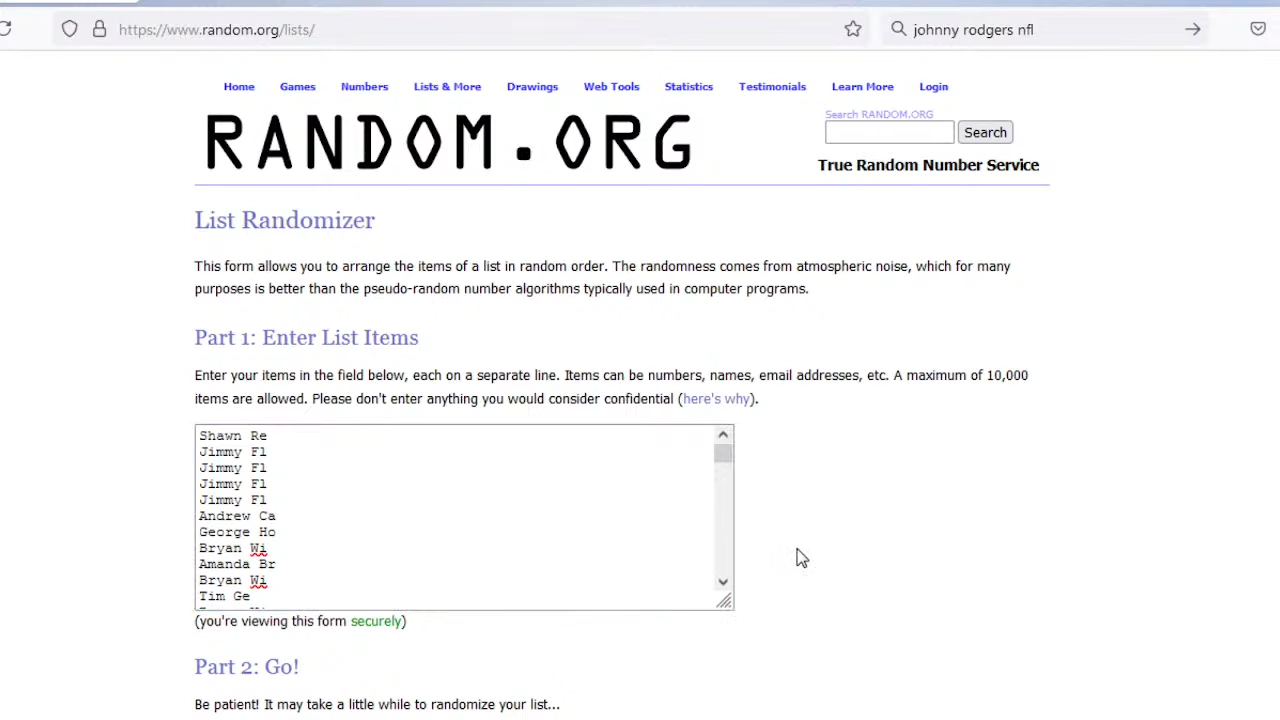 https://www.random.org/lists/
johnny rodgers nfl
Home Games Numbers Lists & More Drawings Web Tools Statistics Testimonials Learn More Login
RANDOM.ORG
Search RANDOM.ORG
Search
True Random Number Service
List Randomizer
This form allows you to arrange the items of a list in random order. The randomness comes from atmospheric noise, which for many
purposes is better than the pseudo-random number algorithms typically used in computer programs.
Part 1: Enter List Items
Enter your items in the field below, each on a separate line. Items can be numbers, names, email addresses, etc. A maximum of 10,000
items are allowed. Please don't enter anything you would consider confidential (here's why).
Shawn Re
Jimmy Fl
Jimmy Fl
Jimmy Fl
Jimmy Fl
Andrew Ca
George Ho
Bryan Wi
Amanda Br
Bryan Wi
Tim Ge
(you're viewing this form securely)
Part 2: Go!
Be patient! It may take a little while to randomize your list...